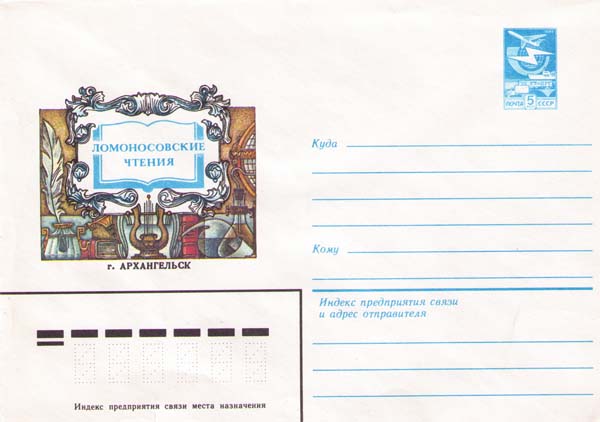 ЛОМОНОСОВСКИЕ
ЧТЕНИЯ
г. АРХАНГЕЛЬСК
ПОЧТА 5 СССР
Куда
Кому
Индекс предприятия связи
и адрес отправителя
Индекс предприятия связи места назначения